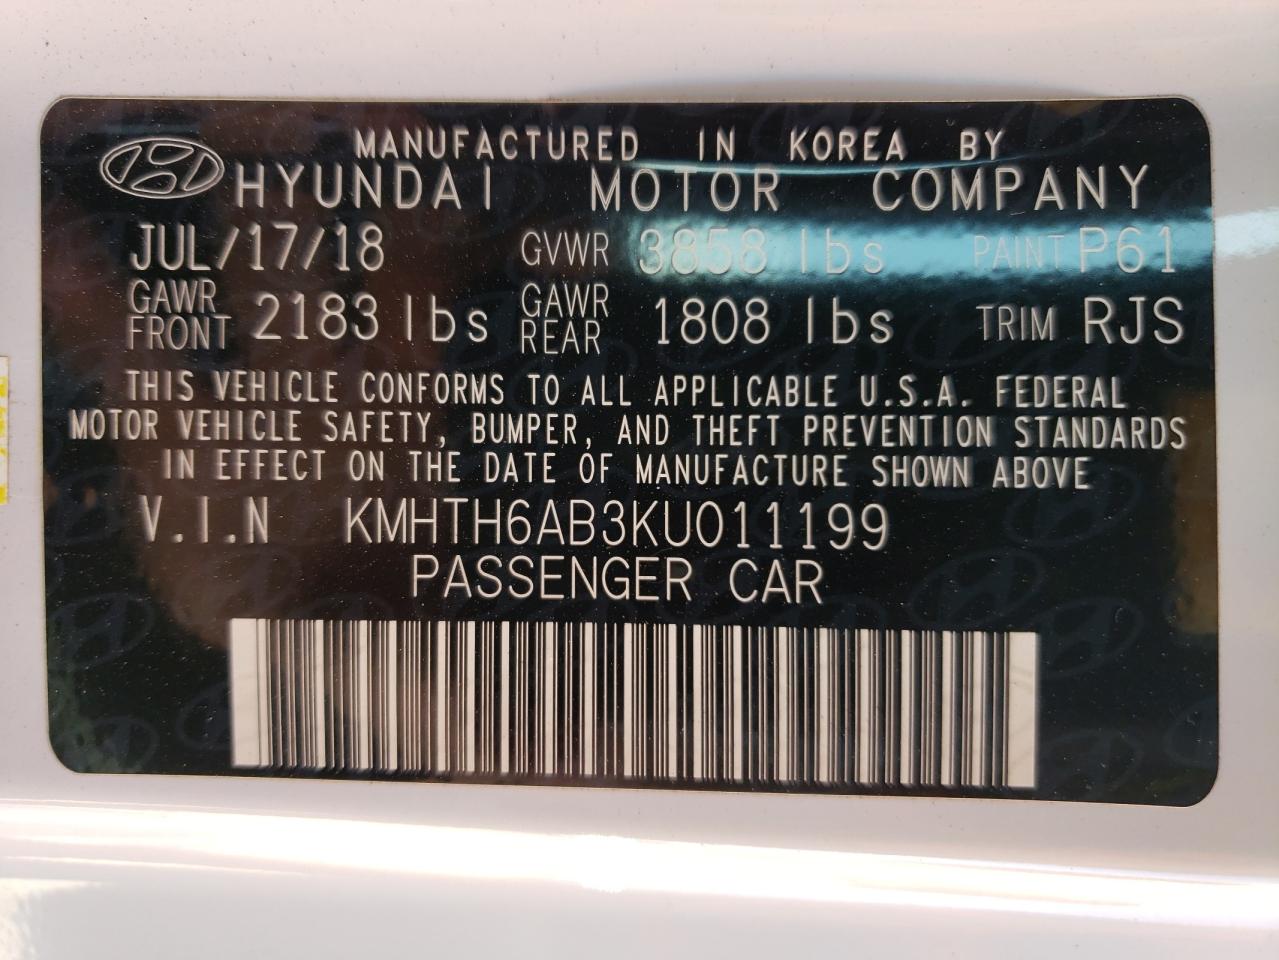 MANUFACTURED IN KOREA BY
HYUNDAI MOTOR COMPANY
JUL/17/18 GVWR 3858 lbs PAINT P61
GAWR FRONT 2183 lbs GAWR REAR 1808 lbs TRIM RJS
THIS VEHICLE CONFORMS TO ALL APPLICABLE U.S.A. FEDERAL
MOTOR VEHICLE SAFETY, BUMPER, AND THEFT PREVENTION STANDARDS
IN EFFECT ON THE DATE OF MANUFACTURE SHOWN ABOVE
V.I.N KMHTH6AB3KU011199
PASSENGER CAR